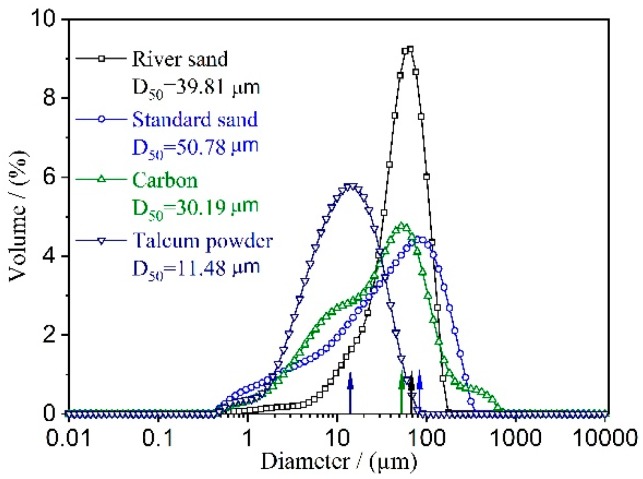 10
8
6
4
2
0
Volume / (%)
River sand
D50=39.81 μm
Standard sand
D50=50.78 μm
Carbon
D50=30.19 μm
Talcum powder
D50=11.48 μm
0.01 0.1 1 10 100 1000 10000
Diameter / (μm)